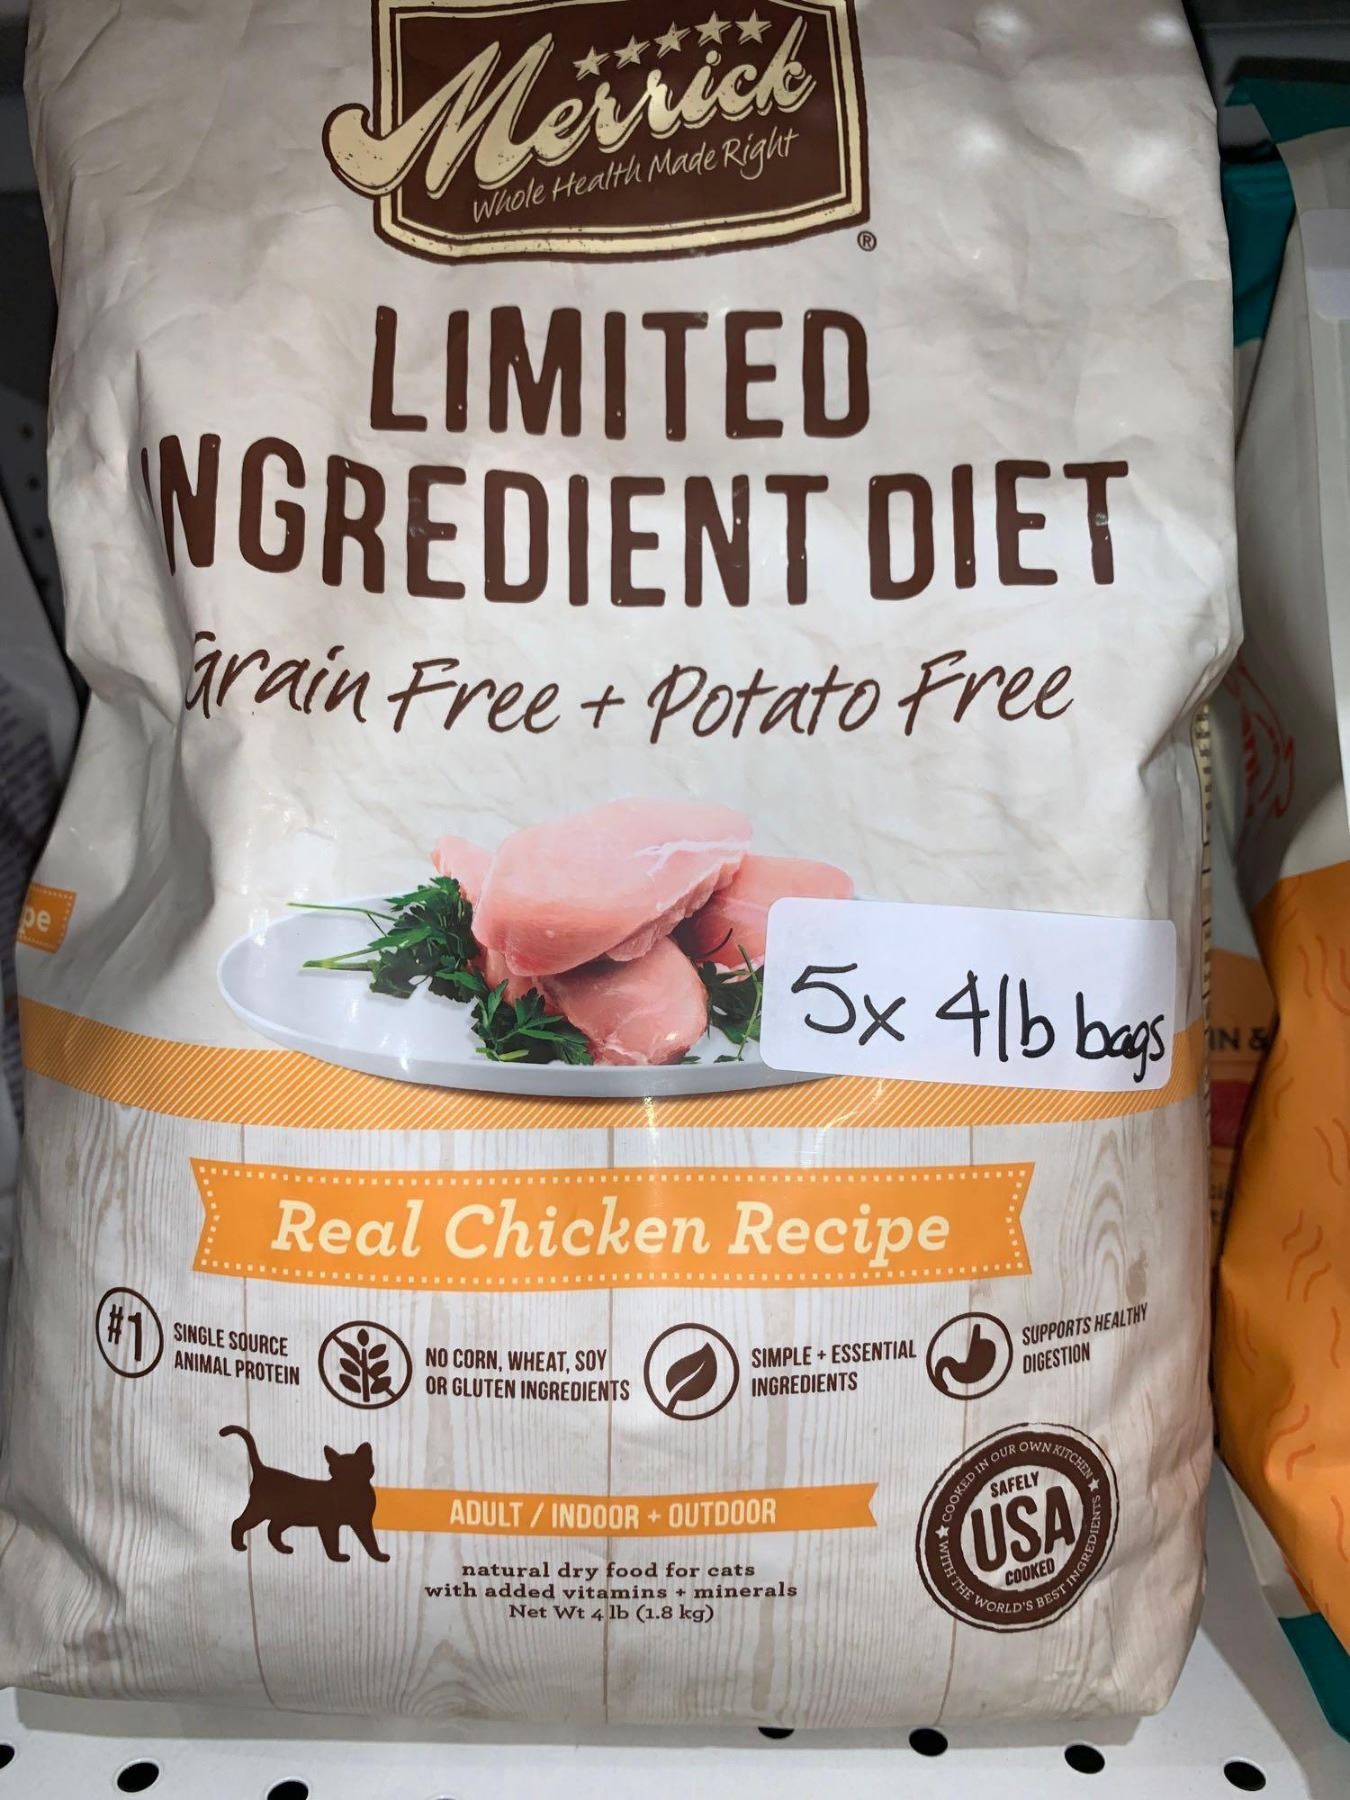 Merrick
Whole Health Made Right
®
LIMITED
INGREDIENT DIET
Grain Free + Potato Free
pe
5x 4lb bags
IN &
Real Chicken Recipe
#1 SINGLE SOURCE
ANIMAL PROTEIN
NO CORN, WHEAT, SOY
OR GLUTEN INGREDIENTS
SIMPLE + ESSENTIAL
INGREDIENTS
SUPPORTS HEALTHY
DIGESTION
ADULT / INDOOR + OUTDOOR
natural dry food for cats
with added vitamins + minerals
Net Wt 4 lb (1.8 kg)
COOKED IN OUR OWN KITCHEN
SAFELY
USA
COOKED
WITH THE WORLD'S BEST INGREDIENTS